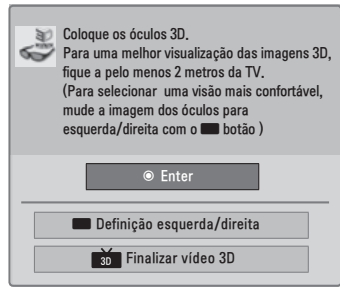 Coloque os óculos 3D.
Para uma melhor visualização das imagens 3D,
fique a pelo menos 2 metros da TV.
(Para selecionar uma visão mais confortável,
mude a imagem dos óculos para
esquerda/direita com o botão )
Enter
Definição esquerda/direita
3D Finalizar vídeo 3D